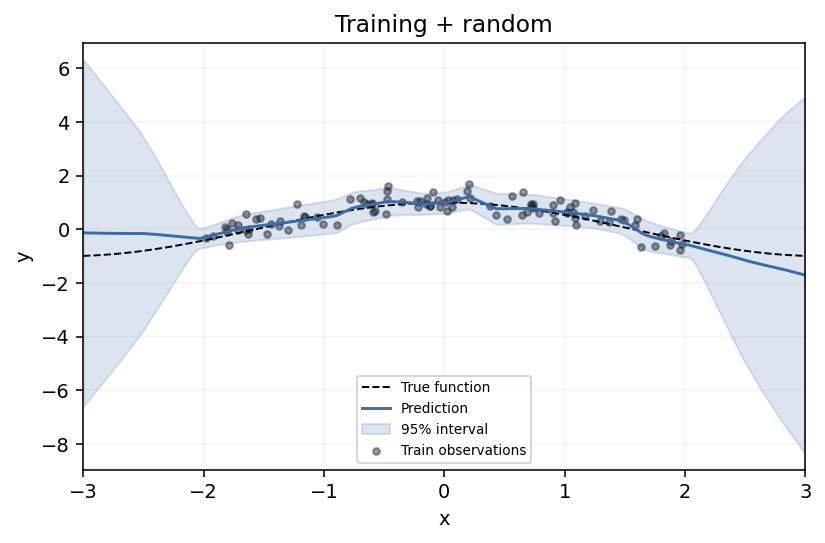 Training + random
6
4
2
0
−2
−4
−6
−8
y
True function
Prediction
95% interval
Train observations
−3
−2
−1
0
1
2
3
x